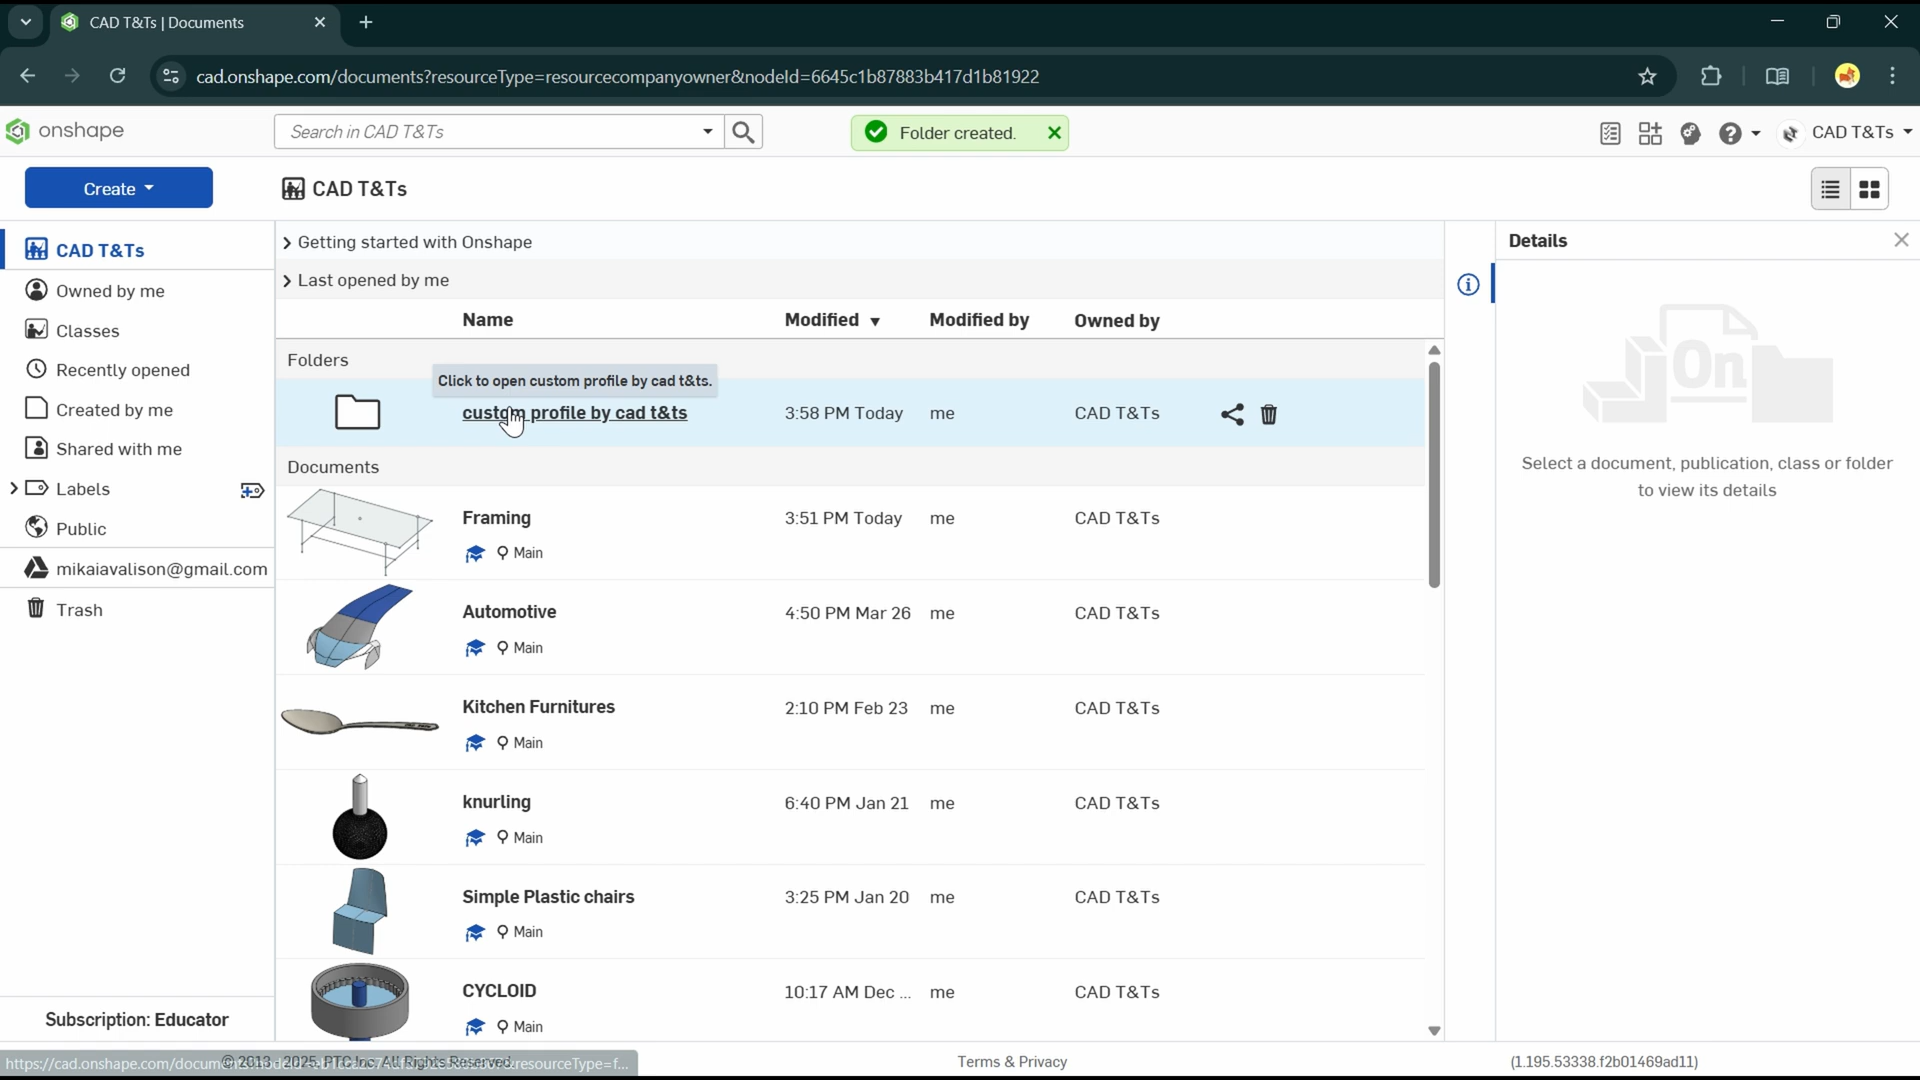 CAD T&Ts | Documents
cad.onshape.com/documents?resourceType=resourcecompanyowner&nodeId=6645c1b87883b417d1b81922
onshape
Search in CAD T&Ts
Folder created.
CAD T&Ts
Create
CAD T&Ts
CAD T&Ts
Owned by me
Classes
Recently opened
Created by me
Shared with me
Labels
Public
mikaiavalison@gmail.com
Trash
Subscription: Educator
Getting started with Onshape
Last opened by me
Name Modified Modified by Owned by
Folders
Click to open custom profile by cad t&ts.
custom profile by cad t&ts 3:58 PM Today me CAD T&Ts
Documents
Framing 3:51 PM Today me CAD T&Ts
Main
Automotive 4:50 PM Mar 26 me CAD T&Ts
Main
Kitchen Furnitures 2:10 PM Feb 23 me CAD T&Ts
Main
knurling 6:40 PM Jan 21 me CAD T&Ts
Main
Simple Plastic chairs 3:25 PM Jan 20 me CAD T&Ts
Main
CYCLOID 10:17 AM Dec ... me CAD T&Ts
Main
Details
On
Select a document, publication, class or folder
to view its details
Terms & Privacy
(1.195.53338.f2b01469ad11)